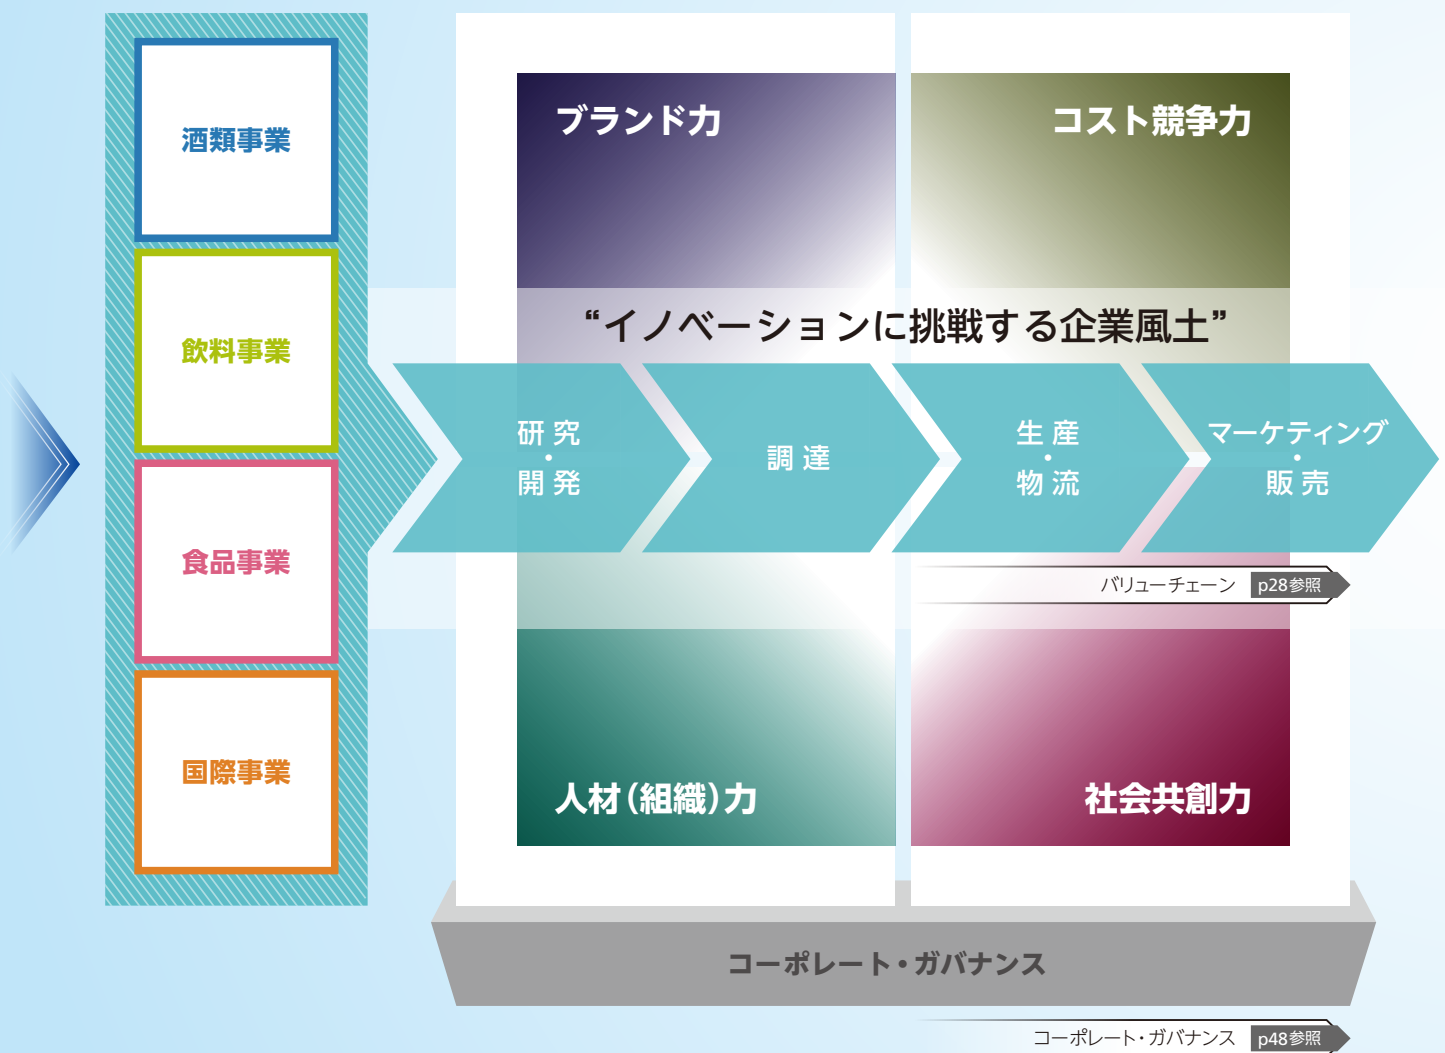 酒類事業
飲料事業
食品事業
国際事業
ブランド力
コスト競争力
“イノベーションに挑戦する企業風土”
研究
・
開発
調達
生産
・
物流
マーケティング
・
販売
バリューチェーン p28参照
人材(組織)力
社会共創力
コーポレート・ガバナンス
コーポレート・ガバナンス p48参照